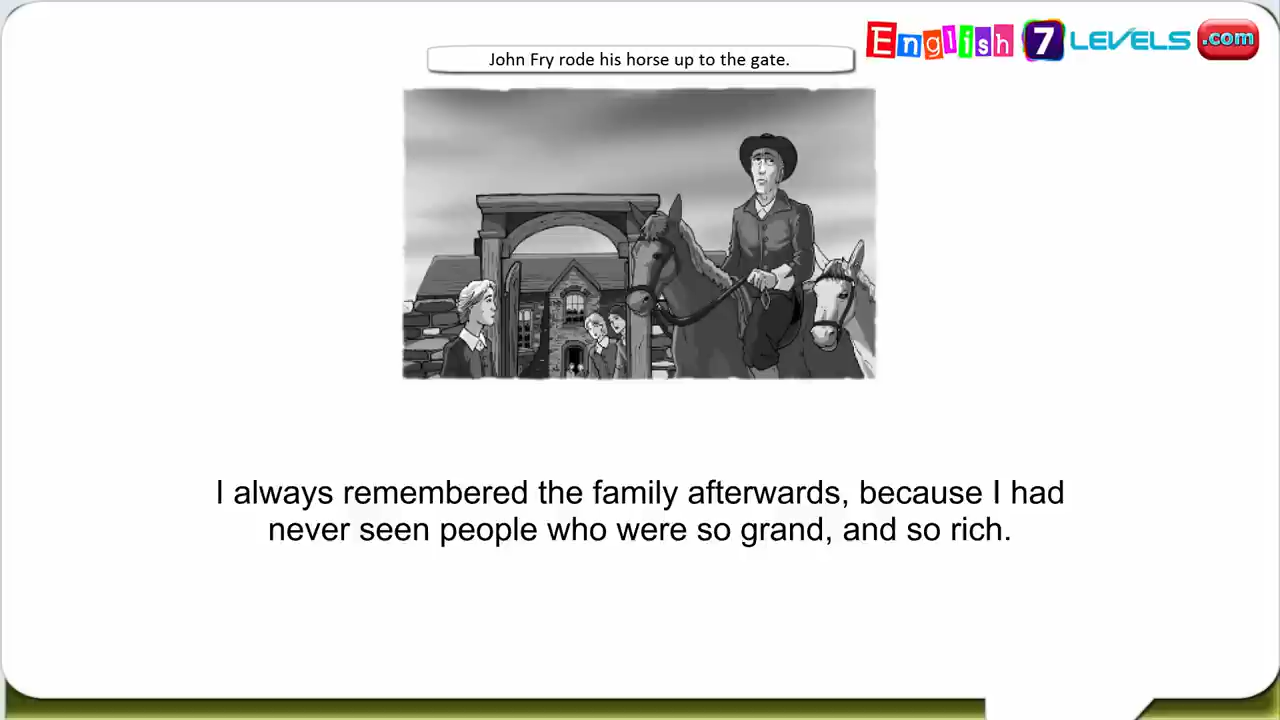 English 7 LEVELS .com
John Fry rode his horse up to the gate.
I always remembered the family afterwards, because I had
never seen people who were so grand, and so rich.